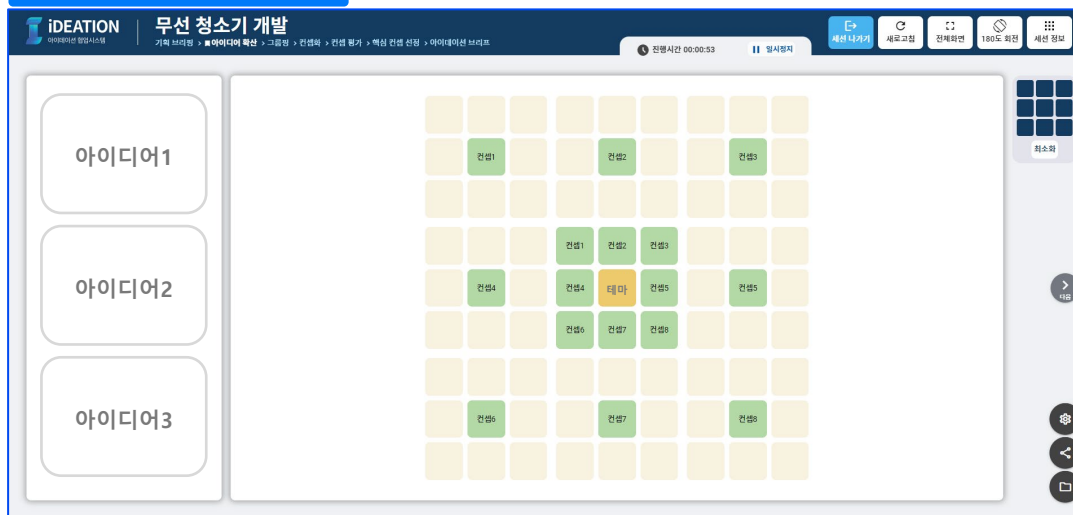 iDEATION
아이데이션 협업시스템
무선 청소기 개발
기획 브리핑 > ■아이디어 확산 > 그룹핑 > 컨셉화 > 컨셉 평가 > 핵심 컨셉 선정 > 아이데이션 브리프
진행시간 00:00:53
일시정지
세션 나가기
새로고침
전체화면
180도 회전
세션 정보
최소화
아이디어1
아이디어2
아이디어3
컨셉1 컨셉2 컨셉3
컨셉1 컨셉2 컨셉3
컨셉4 컨셉4 테마 컨셉5 컨셉5
컨셉6 컨셉7 컨셉8
컨셉6 컨셉7 컨셉8
다음